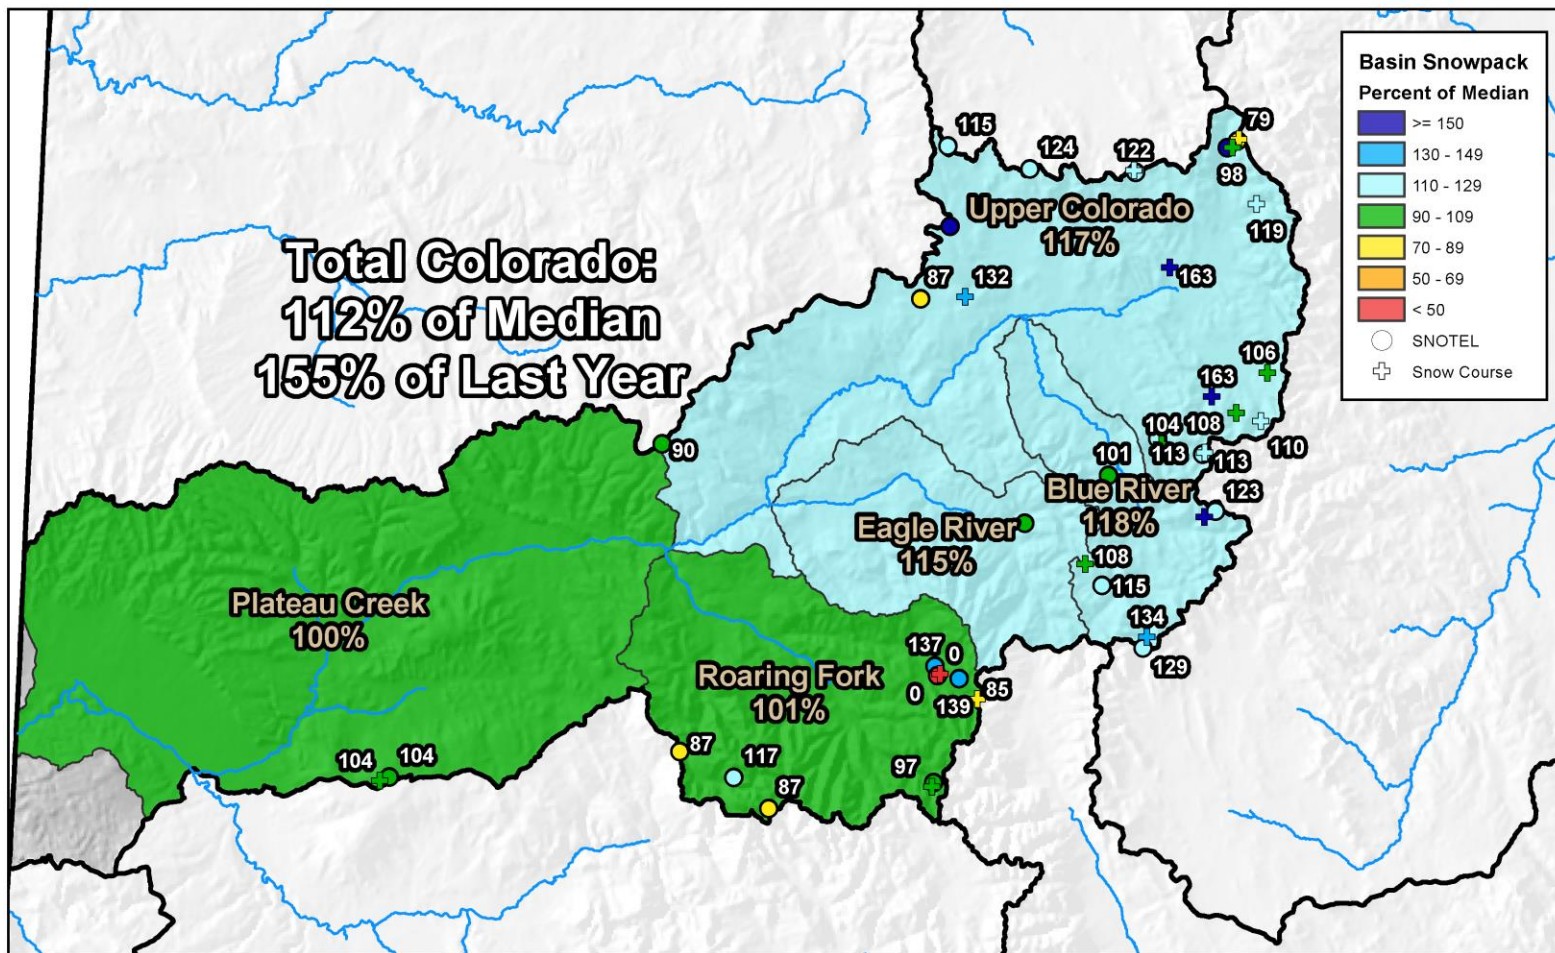 Basin Snowpack
Percent of Median
>= 150
130 - 149
110 - 129
90 - 109
70 - 89
50 - 69
< 50
SNOTEL
Snow Course
Total Colorado:
112% of Median
155% of Last Year
79
115
124
122
98
Upper Colorado
117%
119
87
132
163
106
163
90
104
108
113
110
101
113
Blue River
118%
123
Eagle River
115%
108
115
134
129
Plateau Creek
100%
137
0
Roaring Fork
101%
0
139
85
87
117
87
97
104
104